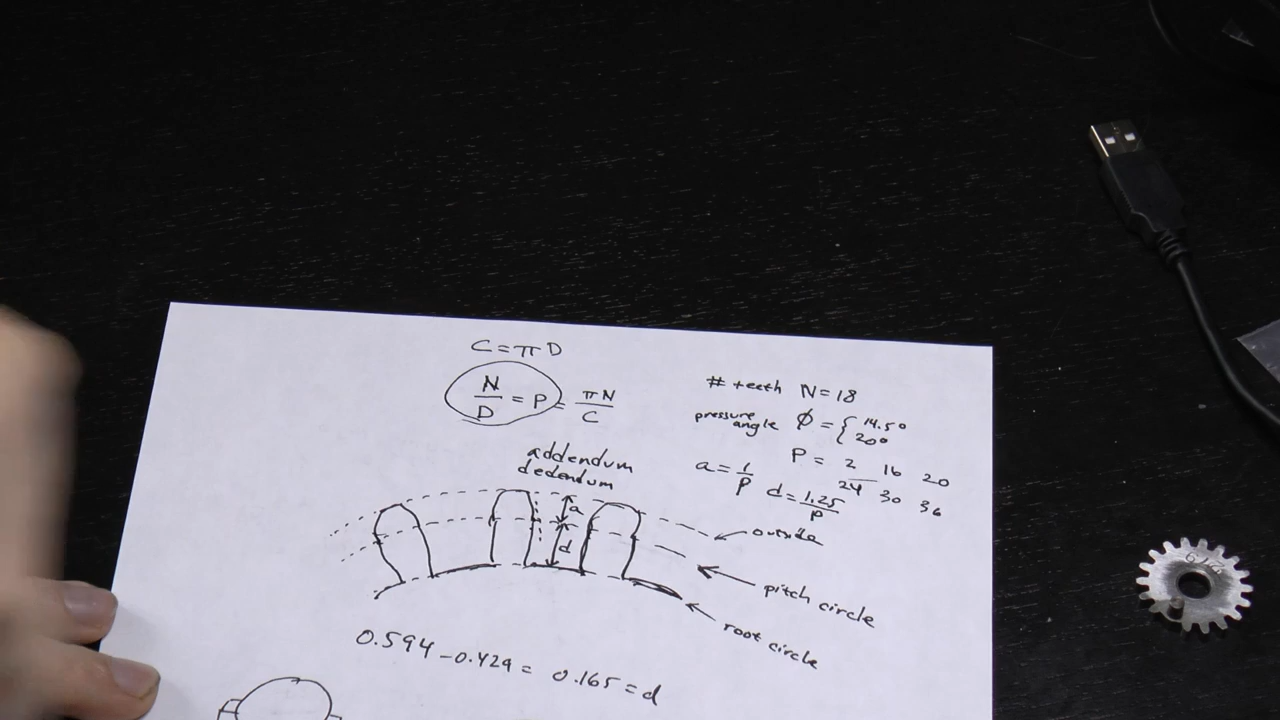 C = π D
N/D = P = πN/C
# teeth N = 18
pressure angle ϕ = { 14.5° 20°
P = 2 16 20
24 30 36
a = 1/P d = 1.25/P
addendum
dedendum
a
d
outside
pitch circle
root circle
0.594 - 0.429 = 0.165 = d